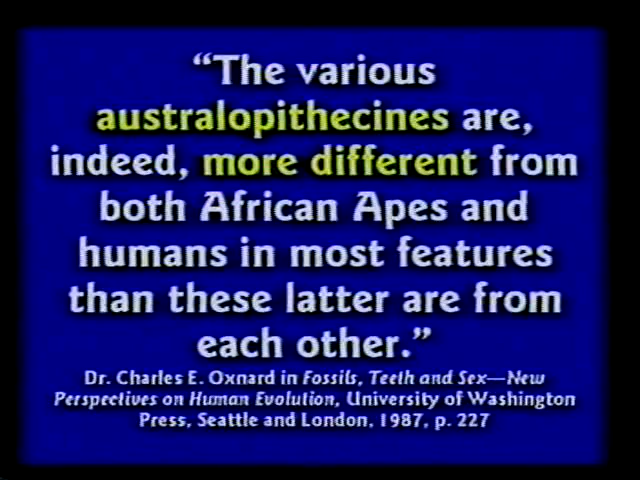 “The various
australopithecines are,
indeed, more different from
both African Apes and
humans in most features
than these latter are from
each other.”
Dr. Charles E. Oxnard in Fossils, Teeth and Sex—New
Perspectives on Human Evolution, University of Washington
Press, Seattle and London, 1987, p. 227